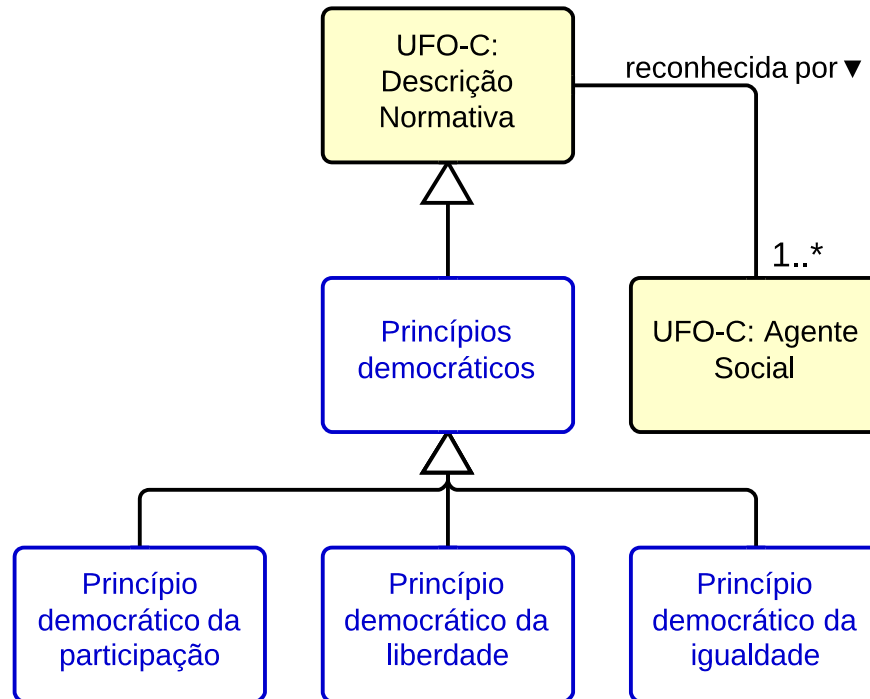 UFO-C:
Descrição
Normativa
reconhecida por ▼
1..*
Princípios
democráticos
UFO-C: Agente
Social
Princípio
democrático da
participação
Princípio
democrático da
liberdade
Princípio
democrático da
igualdade